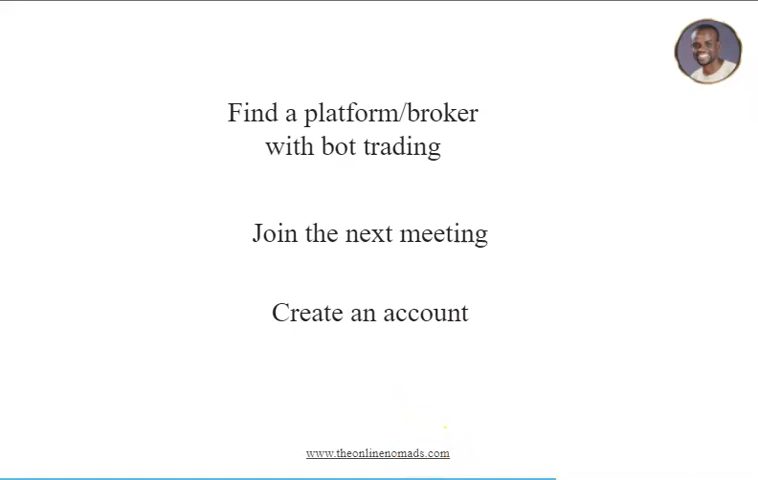 Find a platform/broker
with bot trading
Join the next meeting
Create an account
www.theonlinenomads.com